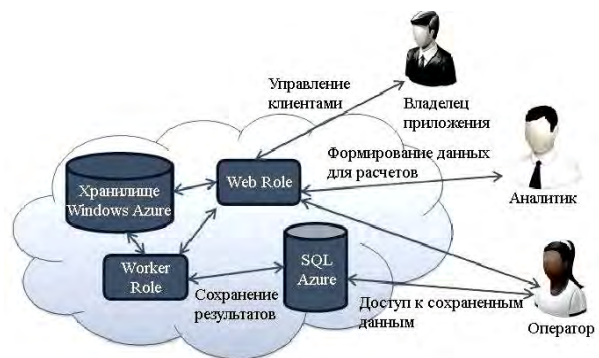 Управление
клиентами
Владелец
приложения
Формирование данных
для расчетов
Аналитик
Хранилище
Windows Azure
Web Role
Worker
Role
SQL
Azure
Сохранение
результатов
Доступ к сохраненным
данным
Оператор